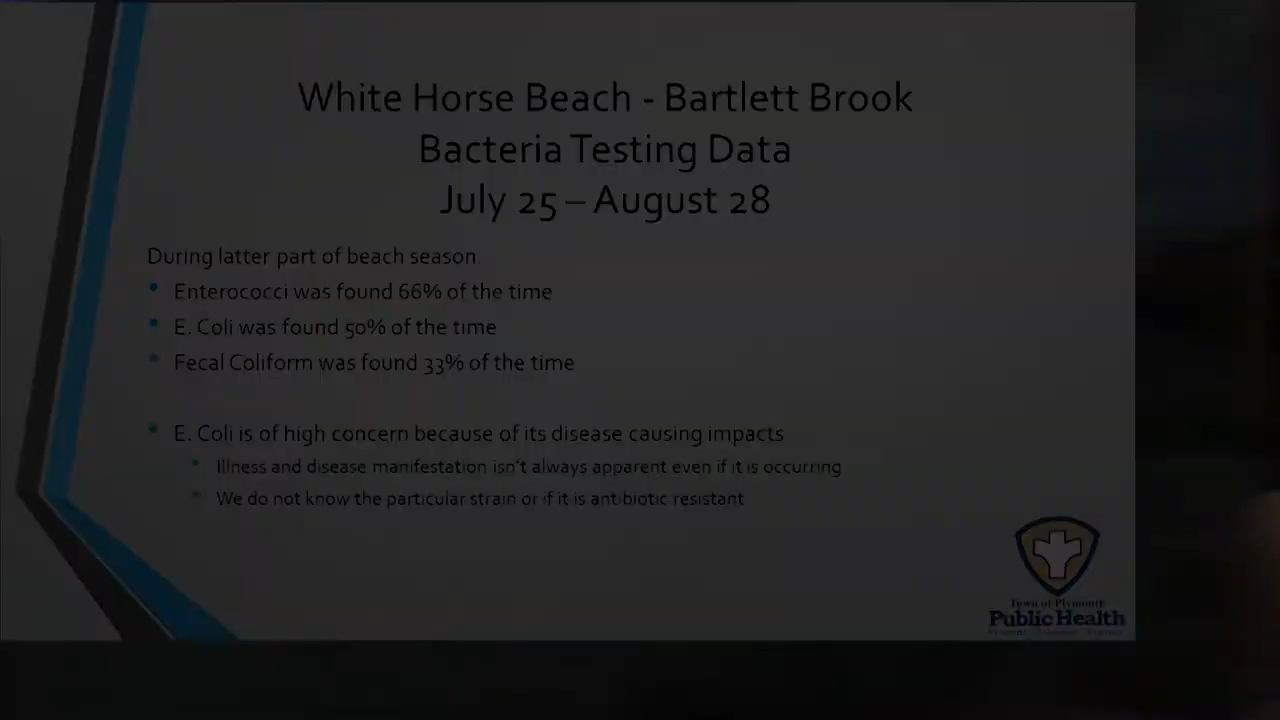 White Horse Beach - Bartlett Brook
Bacteria Testing Data
July 25 – August 28
During latter part of beach season
• Enterococci was found 66% of the time
• E. Coli was found 50% of the time
• Fecal Coliform was found 33% of the time
• E. Coli is of high concern because of its disease causing impacts
• Illness and disease manifestation isn't always apparent even if it is occurring
• We do not know the particular strain or if it is antibiotic resistant
Town of Plymouth
Public Health